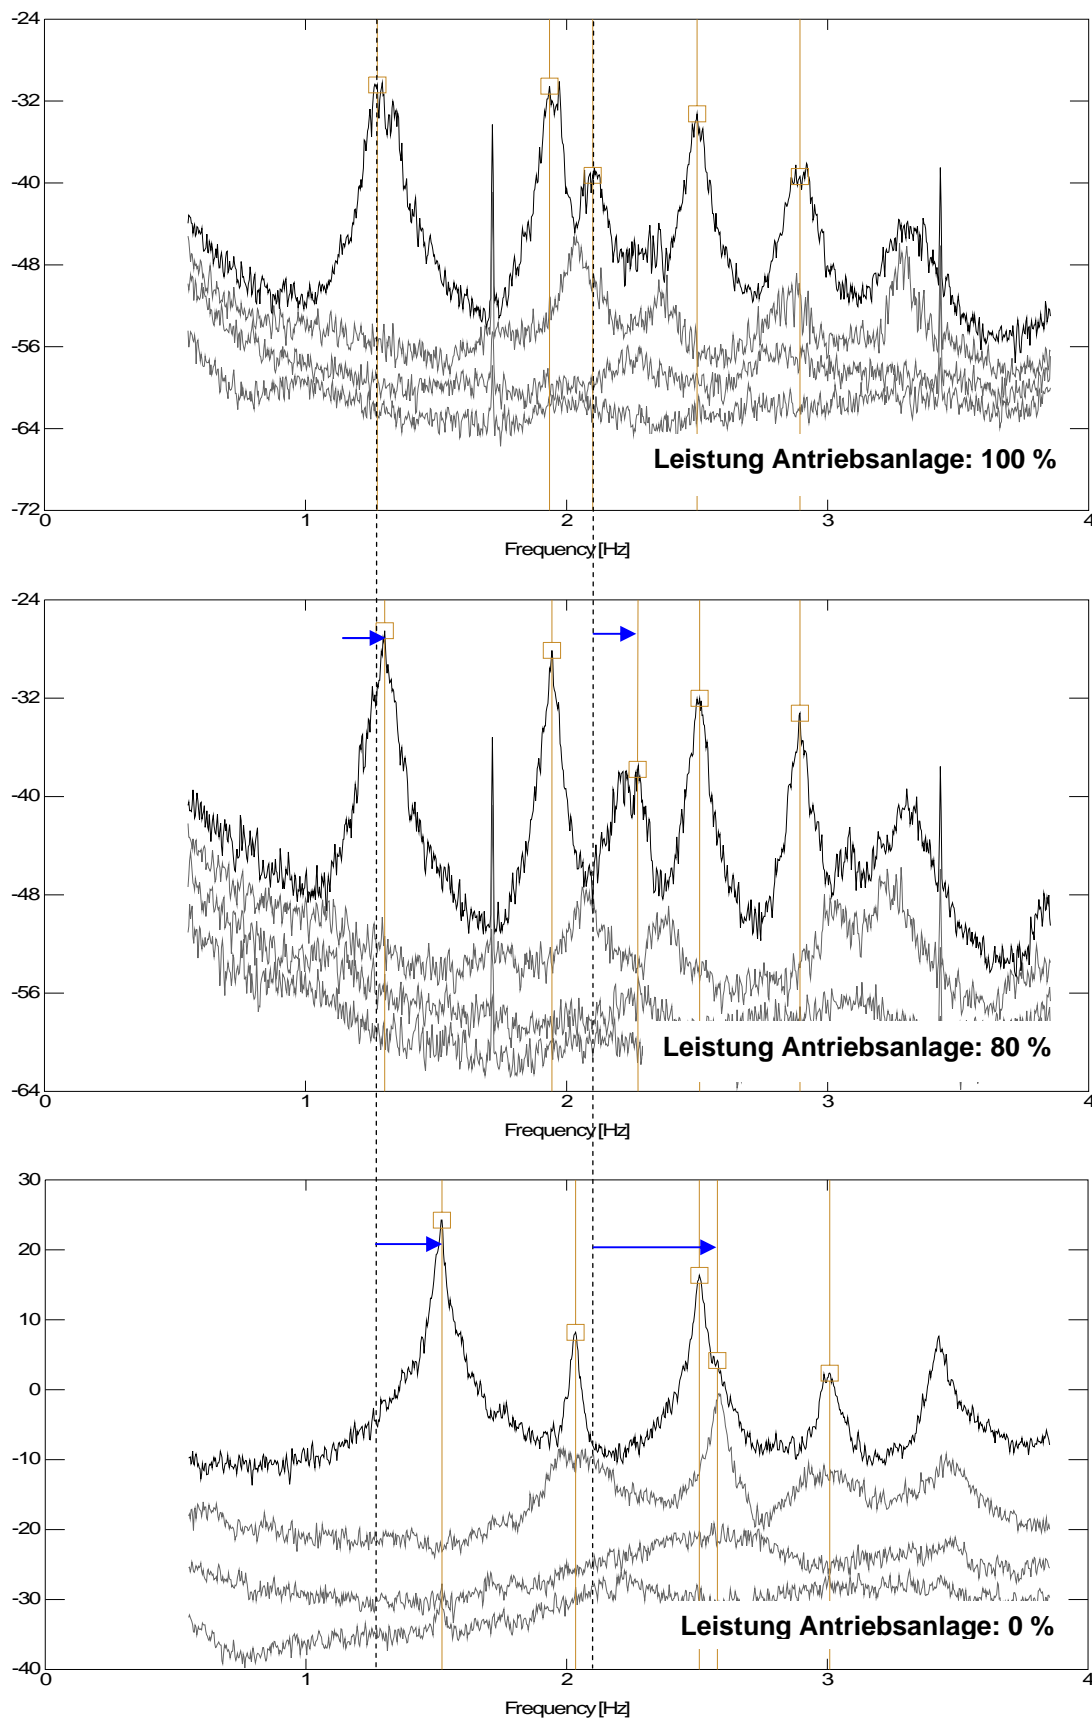 -24
-32
-40
-48
-56
-64
-72
Leistung Antriebsanlage: 100 %
0 1 2 3 4
Frequency [Hz]
-24
-32
-40
-48
-56
-64
Leistung Antriebsanlage: 80 %
0 1 2 3 4
Frequency [Hz]
30
20
10
0
-10
-20
-30
-40
Leistung Antriebsanlage: 0 %
0 1 2 3 4
Frequency [Hz]